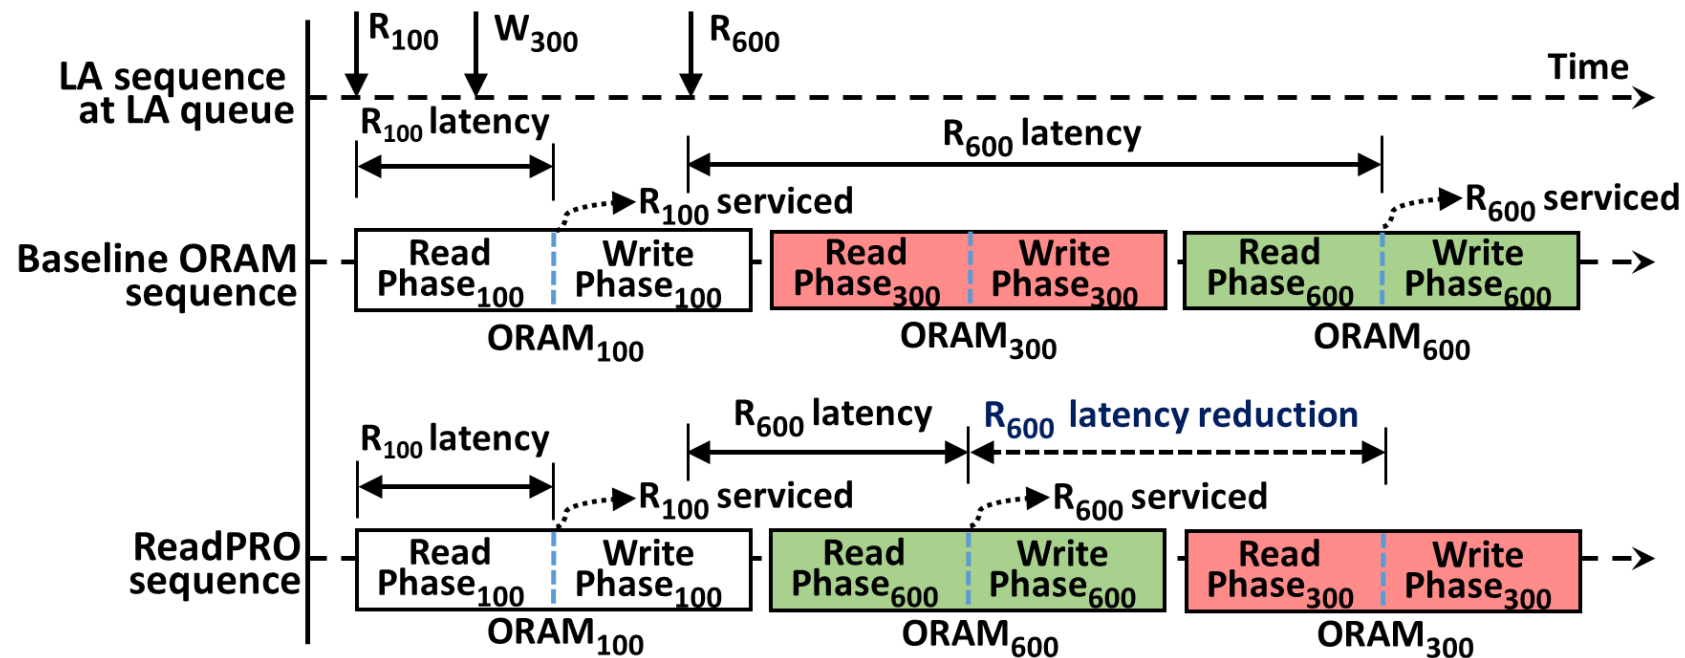 R100 W300 R600
LA sequence
at LA queue
Time
R100 latency
R600 latency
R100 serviced
R600 serviced
Baseline ORAM
sequence
Read
Phase100
Write
Phase100
Read
Phase300
Write
Phase300
Read
Phase600
Write
Phase600
ORAM100
ORAM300
ORAM600
R100 latency
R600 latency
R600 latency reduction
R100 serviced
R600 serviced
ReadPRO
sequence
Read
Phase100
Write
Phase100
Read
Phase600
Write
Phase600
Read
Phase300
Write
Phase300
ORAM100
ORAM600
ORAM300